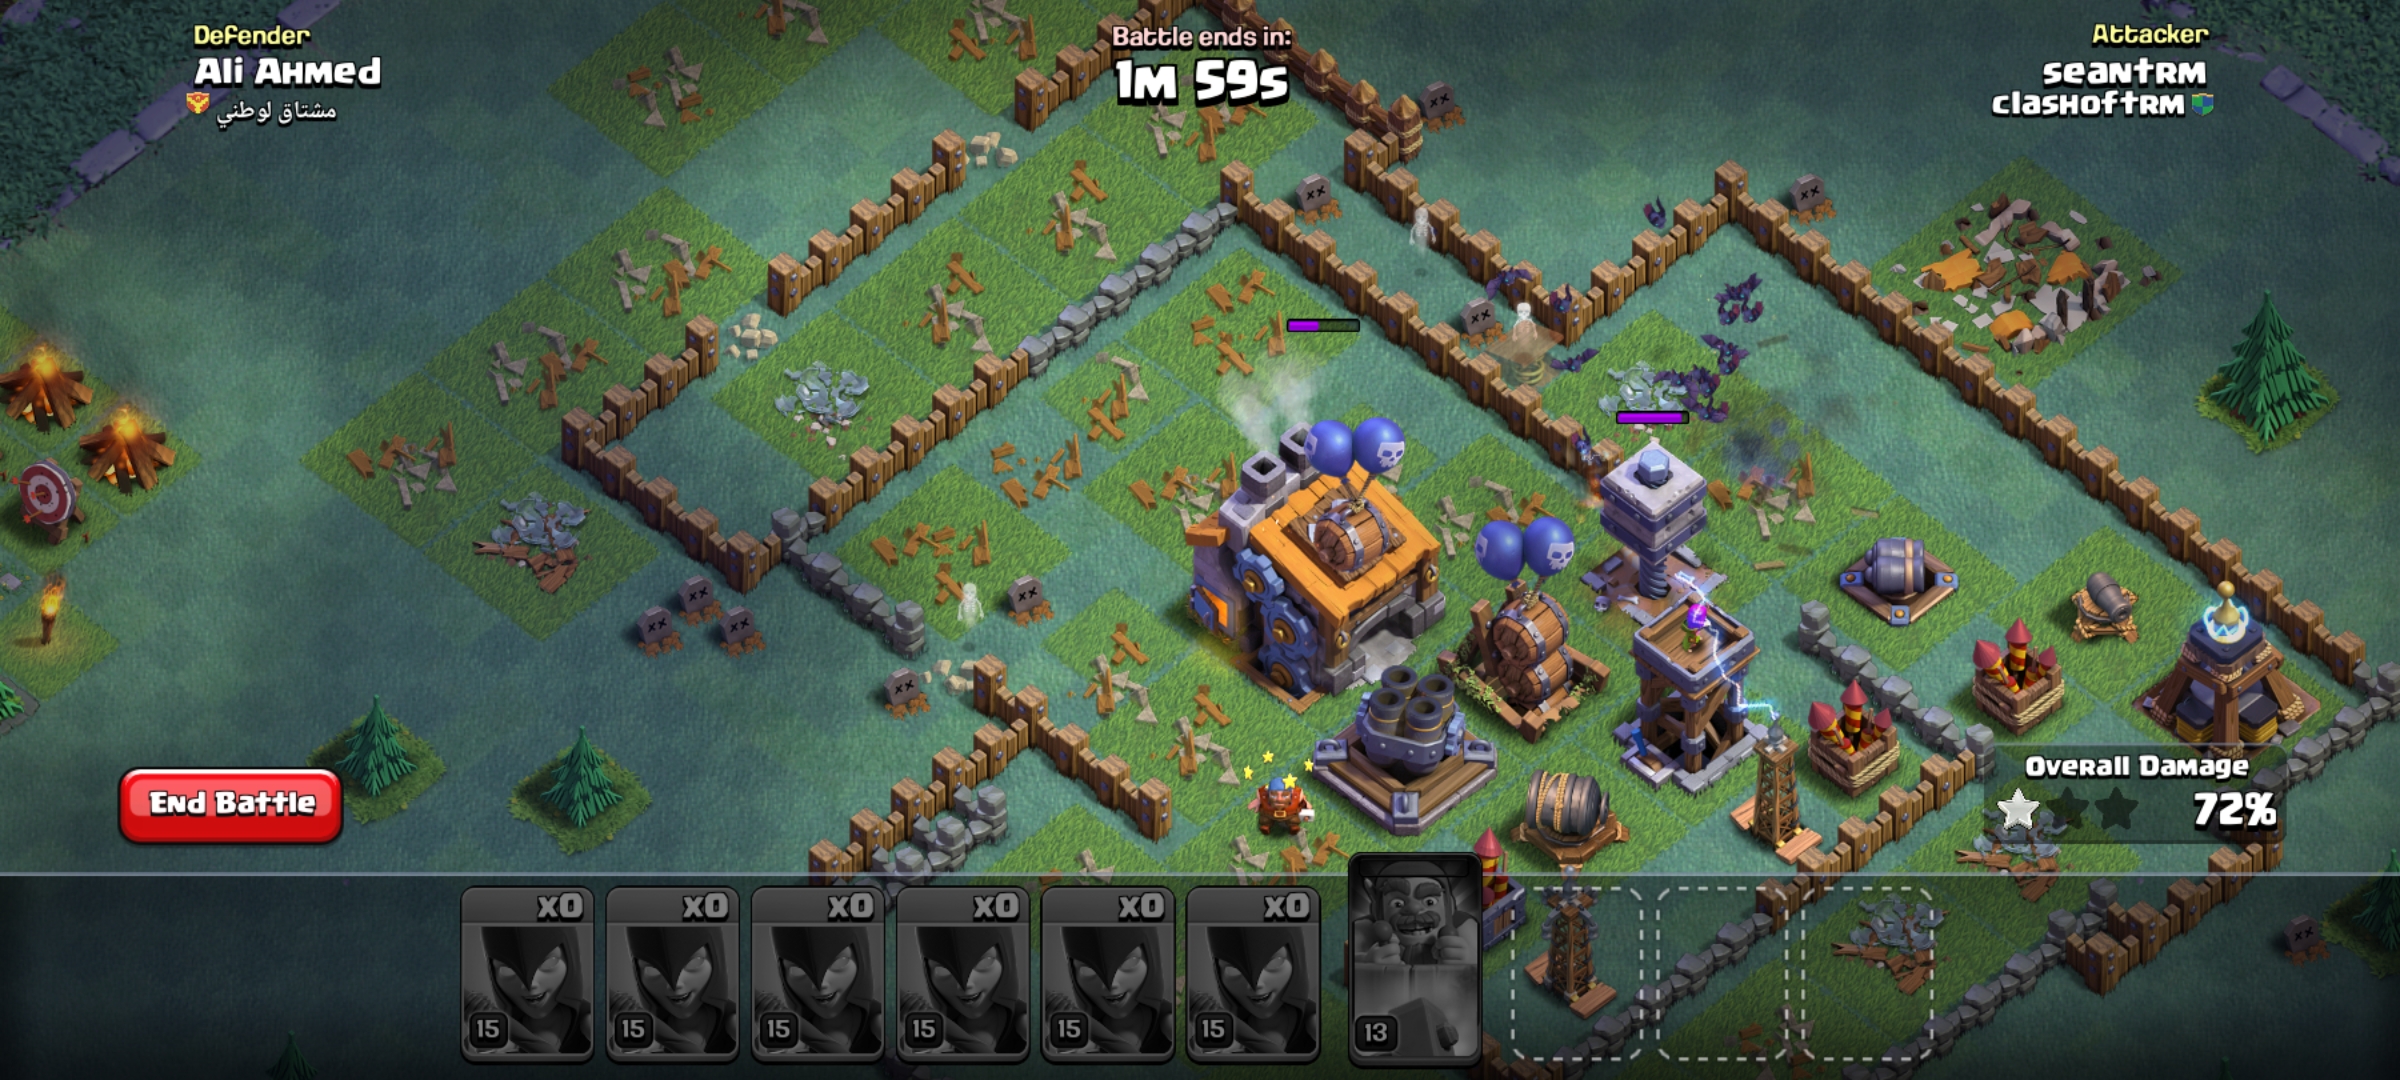 Defender
Ali Ahmed
مشتاق لوطني
Battle ends in:
1M 59s
Attacker
seantrm
clashoftrm
End Battle
Overall Damage
72%
x0
x0
x0
x0
x0
x0
15
15
15
15
15
15
13